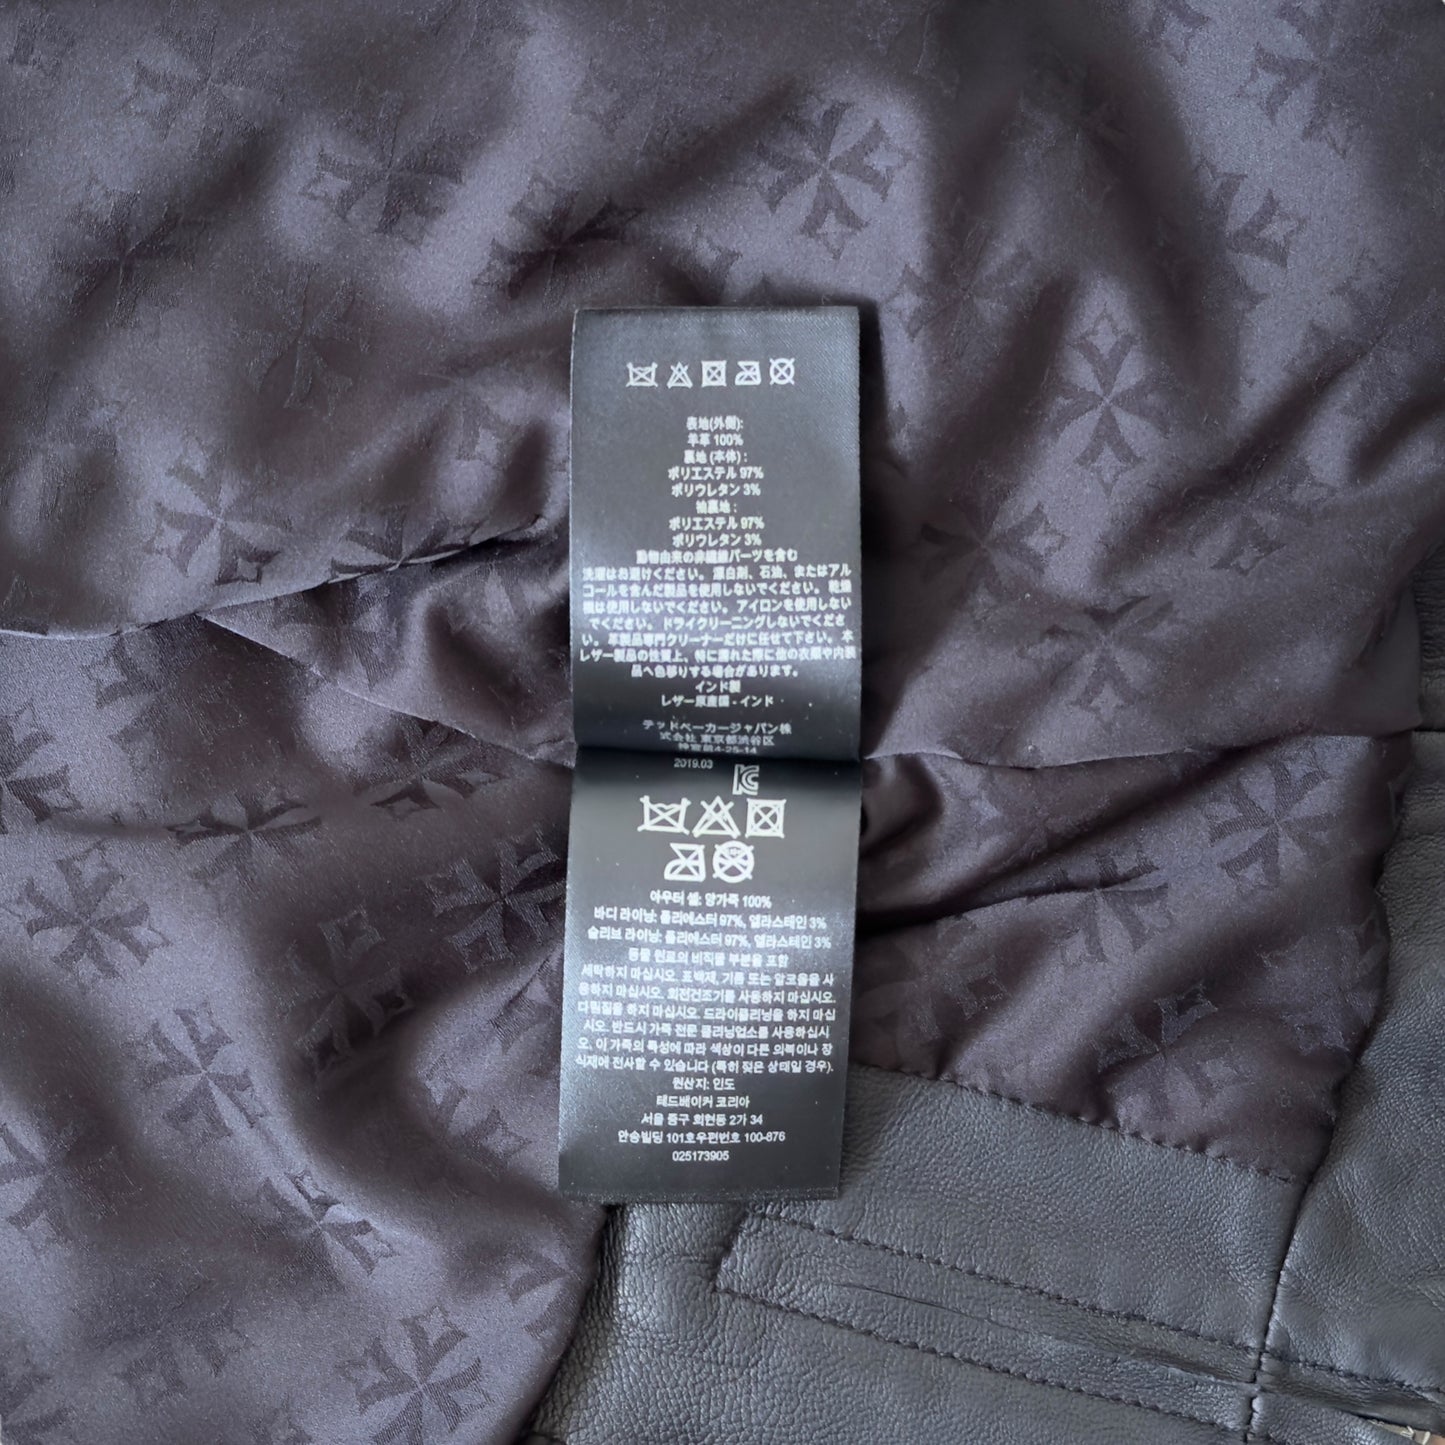 表地(外側):
羊革 100%
裏地 (本体) :
ポリエステル 97%
ポリウレタン 3%
袖裏地 :
ポリエステル 97%
ポリウレタン 3%
動物由来の非繊維パーツを含む
洗濯はお避けください。漂白剤、石油、またはアル
コールを含んだ製品を使用しないでください。乾燥
機は使用しないでください。アイロンを使用しない
でください。ドライクリーニングしないでくださ
い。革製品専門クリーナーだけに任せて下さい。本
レザー製品の性質上、特に濡れた際に他の衣類や内装
品へ色移りする場合があります。
インド製
レザー原産国 - インド
テッドベーカージャパン株
式会社 東京都渋谷区
神宮前4-25-14
2019.03
아우터 쉘: 양가죽 100%
바디 라이닝: 폴리에스터 97%, 엘라스테인 3%
슬리브 라이닝: 폴리에스터 97%, 엘라스테인 3%
동물 원료의 비직물 부분을 포함
세탁하지 마십시오. 표백제, 기름 또는 알코올을 사
용하지 마십시오. 회전건조기를 사용하지 마십시오.
다림질을 하지 마십시오. 드라이클리닝을 하지 마십
시오. 반드시 가죽 전문 클리닝업소를 사용하십시
오. 이 가죽의 특성에 따라 색상이 다른 의복이나 장
식재에 전사할 수 있습니다 (특히 젖은 상태일 경우).
원산지: 인도
테드베이커 코리아
서울 중구 회현동 2가 34
안승빌딩 101호우편번호 100-876
025173905